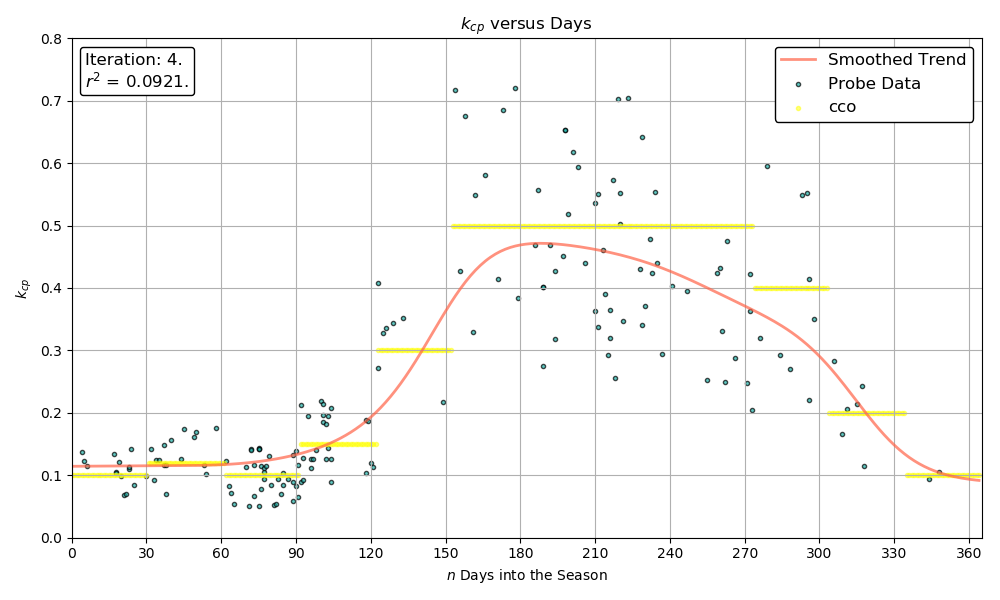 k_cp versus Days
Iteration: 4.
r² = 0.0921.
Smoothed Trend
Probe Data
cco
0.8
0.7
0.6
0.5
0.4
0.3
0.2
0.1
0.0
k_cp
0 30 60 90 120 150 180 210 240 270 300 330 360
n Days into the Season